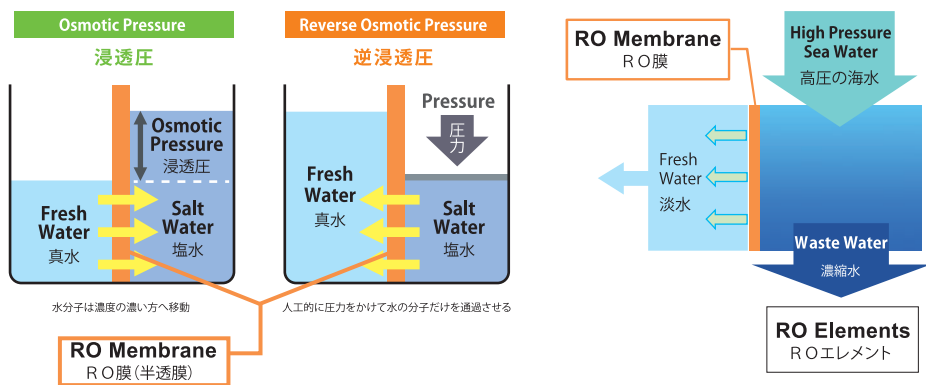 Osmotic Pressure
浸透圧
Osmotic
Pressure
浸透圧
Fresh
Water
真水
Salt
Water
塩水
水分子は濃度の濃い方へ移動
Reverse Osmotic Pressure
逆浸透圧
Pressure
圧力
Fresh
Water
真水
Salt
Water
塩水
人工的に圧力をかけて水の分子だけを通過させる
RO Membrane
RO膜(半透膜)
RO Membrane
RO膜
High Pressure
Sea Water
高圧の海水
Fresh
Water
淡水
Waste Water
濃縮水
RO Elements
ROエレメント